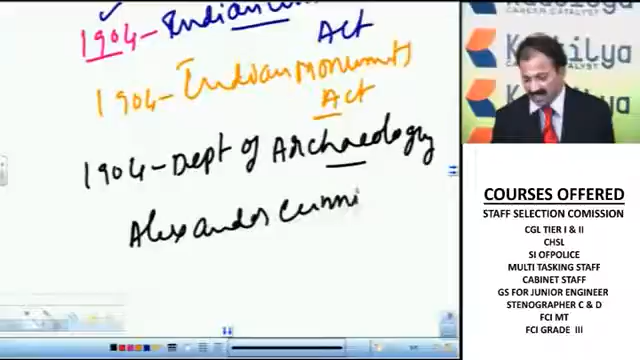 1904 - Indian
Act
1904 - Indian Monuments
Act
1904 - Dept of Archaeology
Alexander Cunni
CAREER CATALYST
COURSES OFFERED
STAFF SELECTION COMISSION
CGL TIER I & II
CHSL
SI OFPOLICE
MULTI TASKING STAFF
CABINET STAFF
GS FOR JUNIOR ENGINEER
STENOGRAPHER C & D
FCI MT
FCI GRADE III